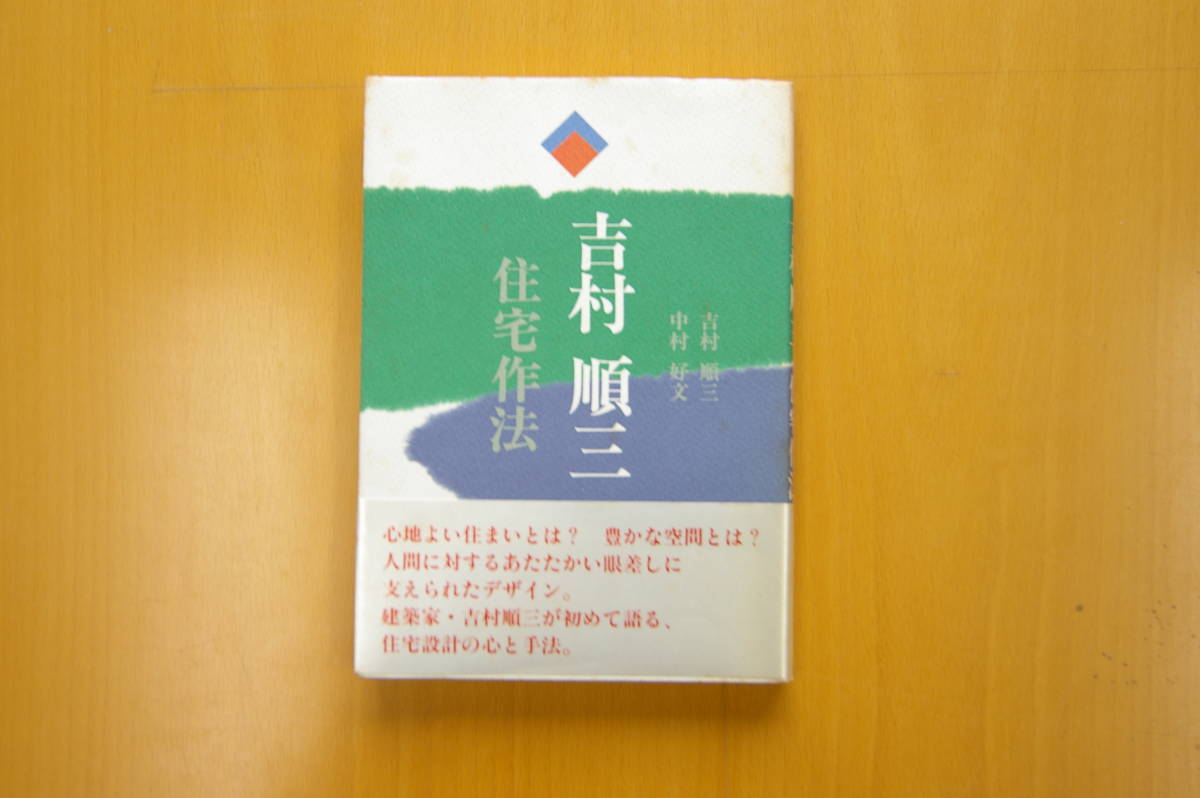 吉村 順三
住宅作法
吉村 順三
中村 好文
心地よい住まいとは? 豊かな空間とは?
人間に対するあたたかい眼差しに
支えられたデザイン。
建築家・吉村順三が初めて語る、
住宅設計の心と手法。